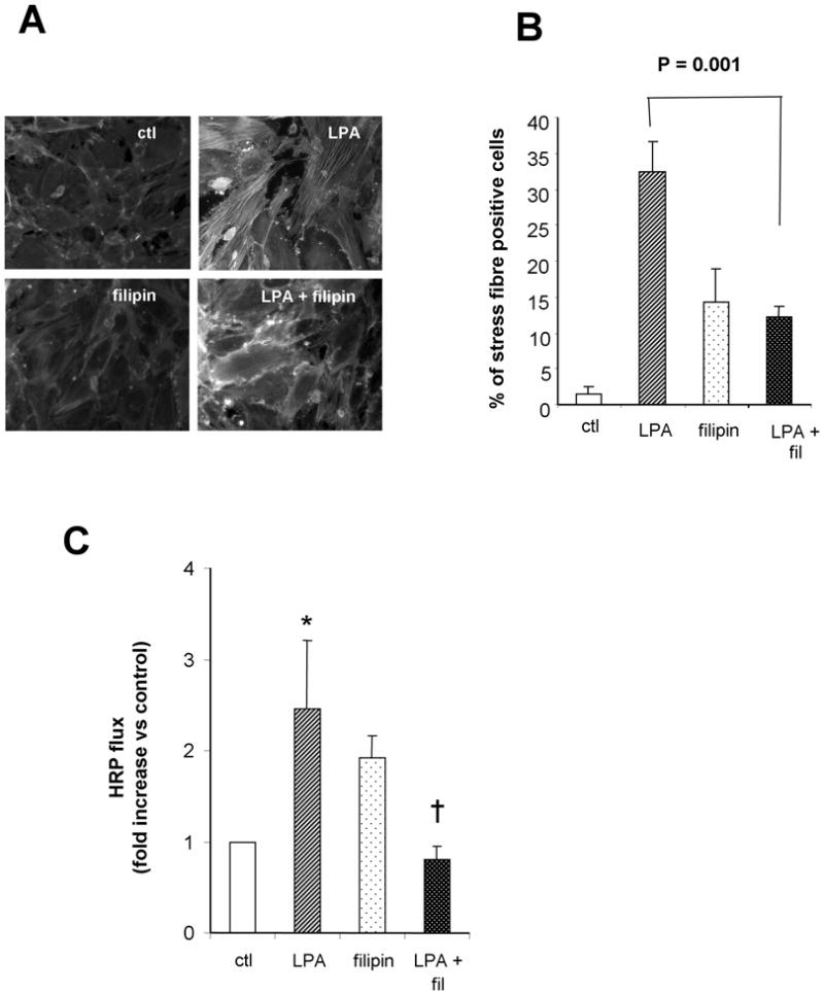 A
ctl
LPA
filipin
LPA + filipin
B
P = 0.001
% of stress fibre positive cells
40
35
30
25
20
15
10
5
0
ctl
LPA
filipin
LPA +
fil
C
HRP flux
(fold increase vs control)
4
3
2
1
0
*
†
ctl
LPA
filipin
LPA +
fil